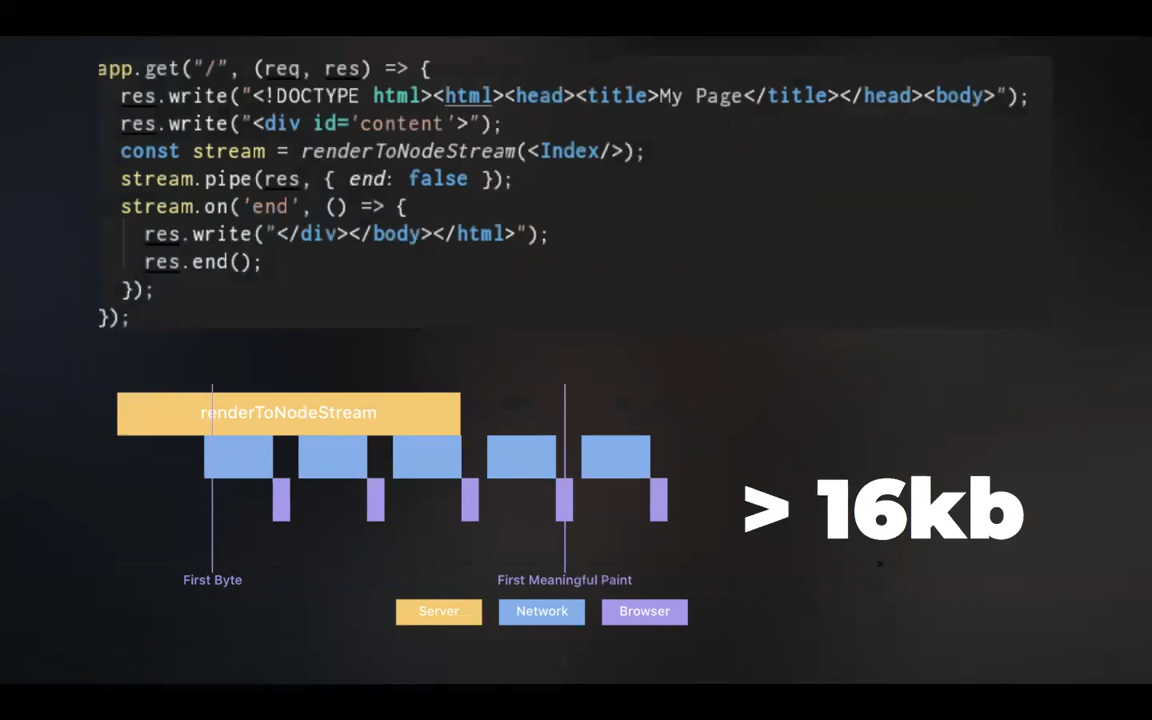 app.get("/", (req, res) => {
res.write("<!DOCTYPE html><html><head><title>My Page</title></head><body>");
res.write("<div id='content'>");
const stream = renderToNodeStream(<Index/>);
stream.pipe(res, { end: false });
stream.on('end', () => {
res.write("</div></body></html>");
res.end();
});
});
renderToNodeStream
> 16kb
First Byte
First Meaningful Paint
Server
Network
Browser